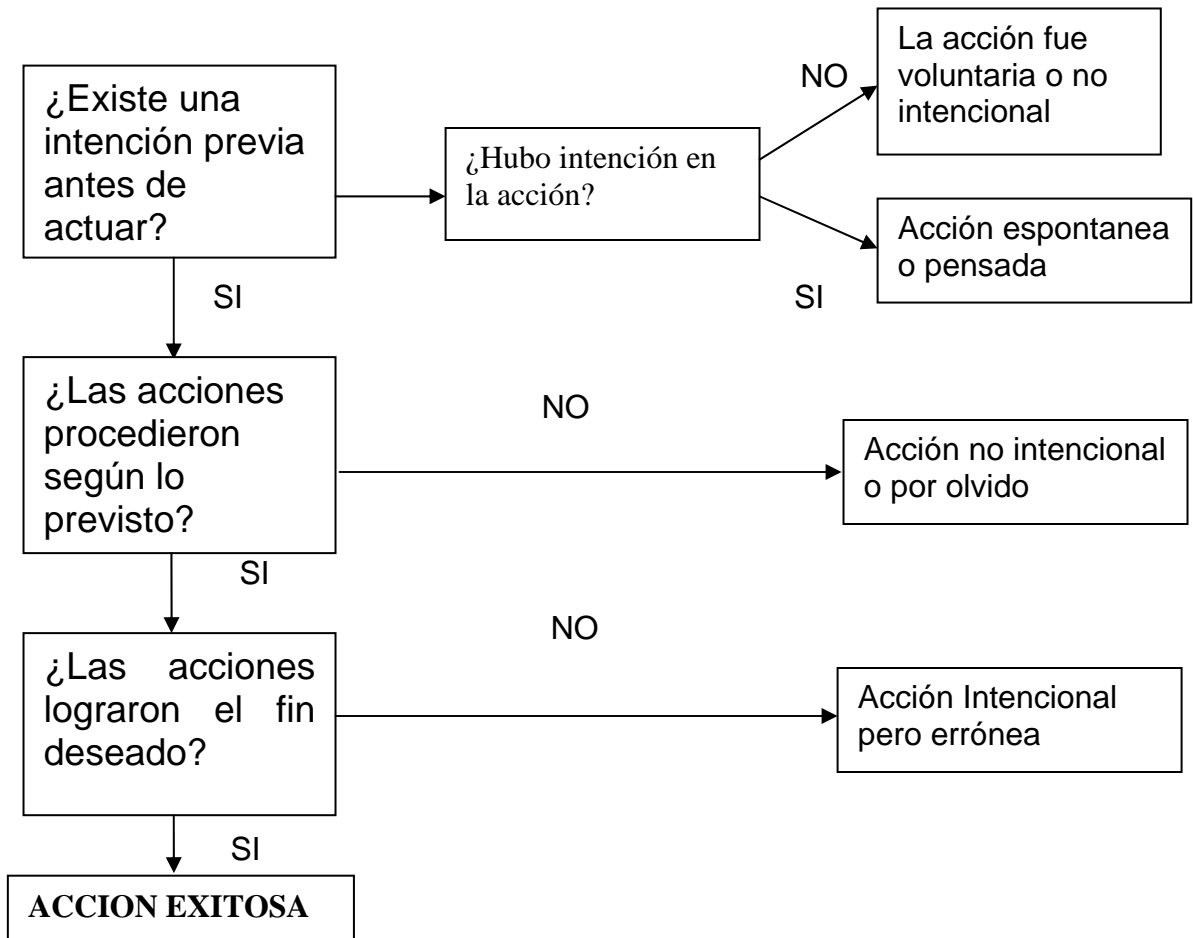 ¿Existe una
intención previa
antes de
actuar?
¿Hubo intención en
la acción?
NO
La acción fue
voluntaria o no
intencional
SI
Acción espontanea
o pensada
SI
¿Las acciones
procedieron
según lo
previsto?
NO
Acción no intencional
o por olvido
SI
¿Las acciones
lograron el fin
deseado?
NO
Acción Intencional
pero errónea
SI
ACCION EXITOSA